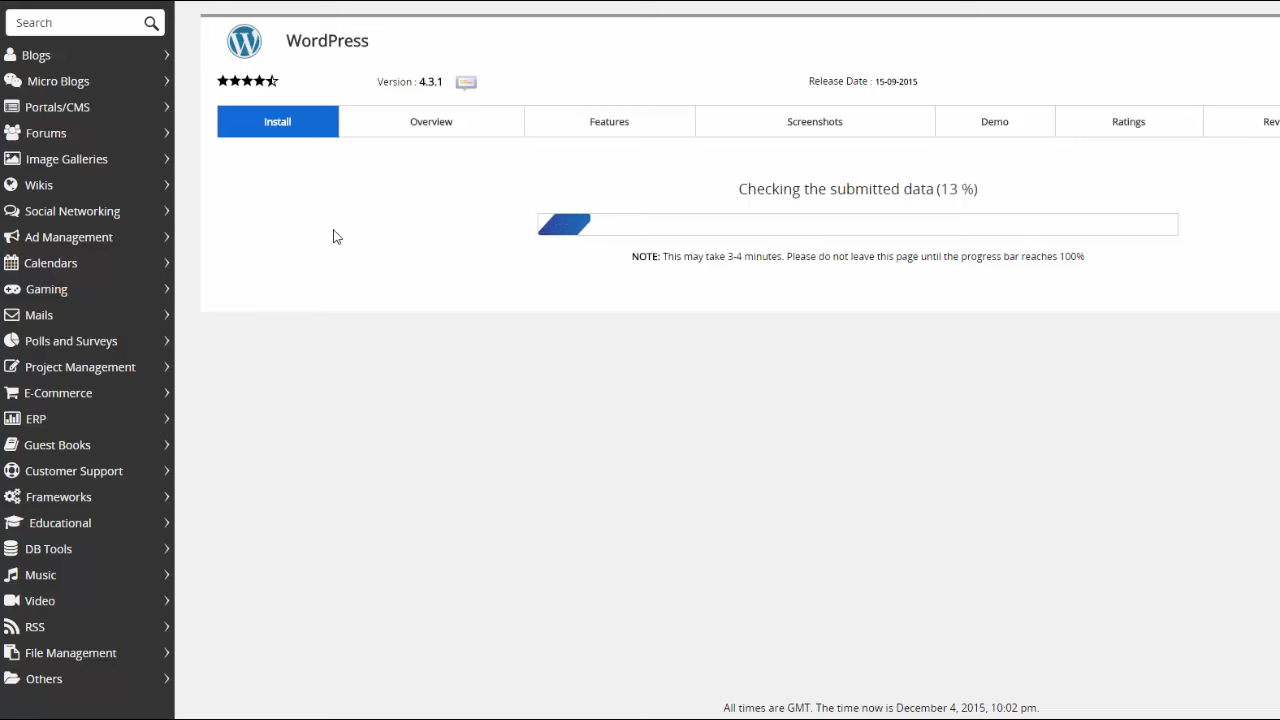 Search
Blogs
Micro Blogs
Portals/CMS
Forums
Image Galleries
Wikis
Social Networking
Ad Management
Calendars
Gaming
Mails
Polls and Surveys
Project Management
E-Commerce
ERP
Guest Books
Customer Support
Frameworks
Educational
DB Tools
Music
Video
RSS
File Management
Others
WordPress
Version : 4.3.1
Release Date : 15-09-2015
Install Overview Features Screenshots Demo Ratings Rev
Checking the submitted data (13 %)
NOTE: This may take 3-4 minutes. Please do not leave this page until the progress bar reaches 100%
All times are GMT. The time now is December 4, 2015, 10:02 pm.